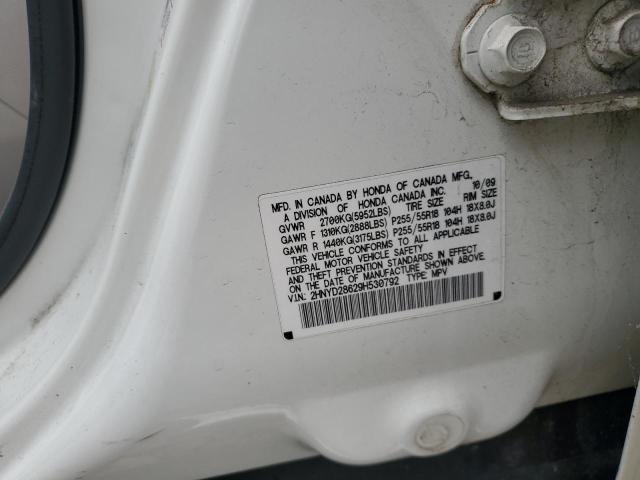 MFD. IN CANADA BY HONDA OF CANADA MFG.,
A DIVISION OF HONDA CANADA INC. 10/09
GVWR 2700KG(5952LBS) TIRE SIZE RIM SIZE
GAWR F 1310KG(2888LBS) P255/55R18 104H 18X8.0J
GAWR R 1440KG(3175LBS) P255/55R18 104H 18X8.0J
THIS VEHICLE CONFORMS TO ALL APPLICABLE
FEDERAL MOTOR VEHICLE SAFETY AND
THEFT PREVENTION STANDARDS IN EFFECT
ON THE DATE OF MANUFACTURE SHOWN ABOVE.
VIN: 2HNYD28629H530792 TYPE MPV